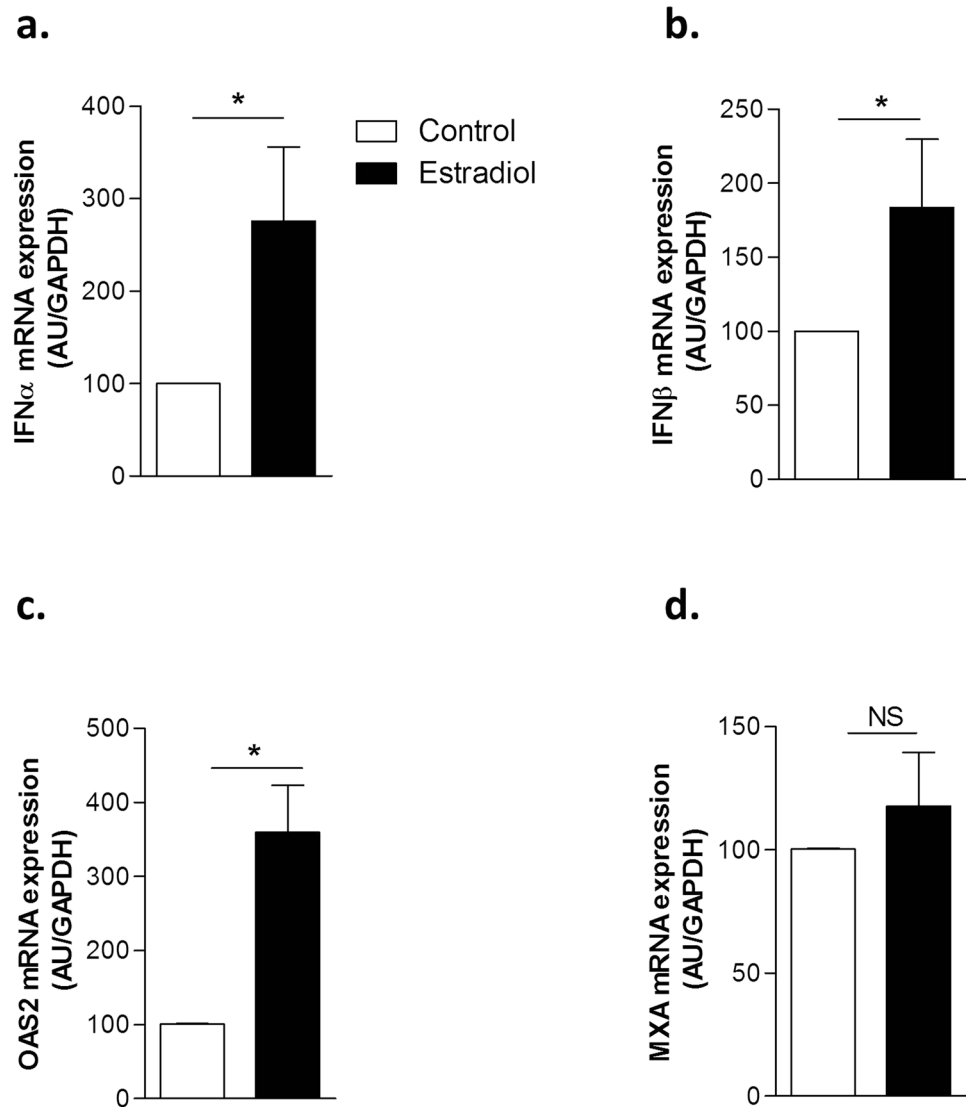 a.
IFNα mRNA expression
(AU/GAPDH)
400
300
200
100
0
*
Control
Estradiol
b.
IFNβ mRNA expression
(AU/GAPDH)
250
200
150
100
50
0
*
c.
OAS2 mRNA expression
(AU/GAPDH)
500
400
300
200
100
0
*
d.
MXA mRNA expression
(AU/GAPDH)
150
100
50
0
NS